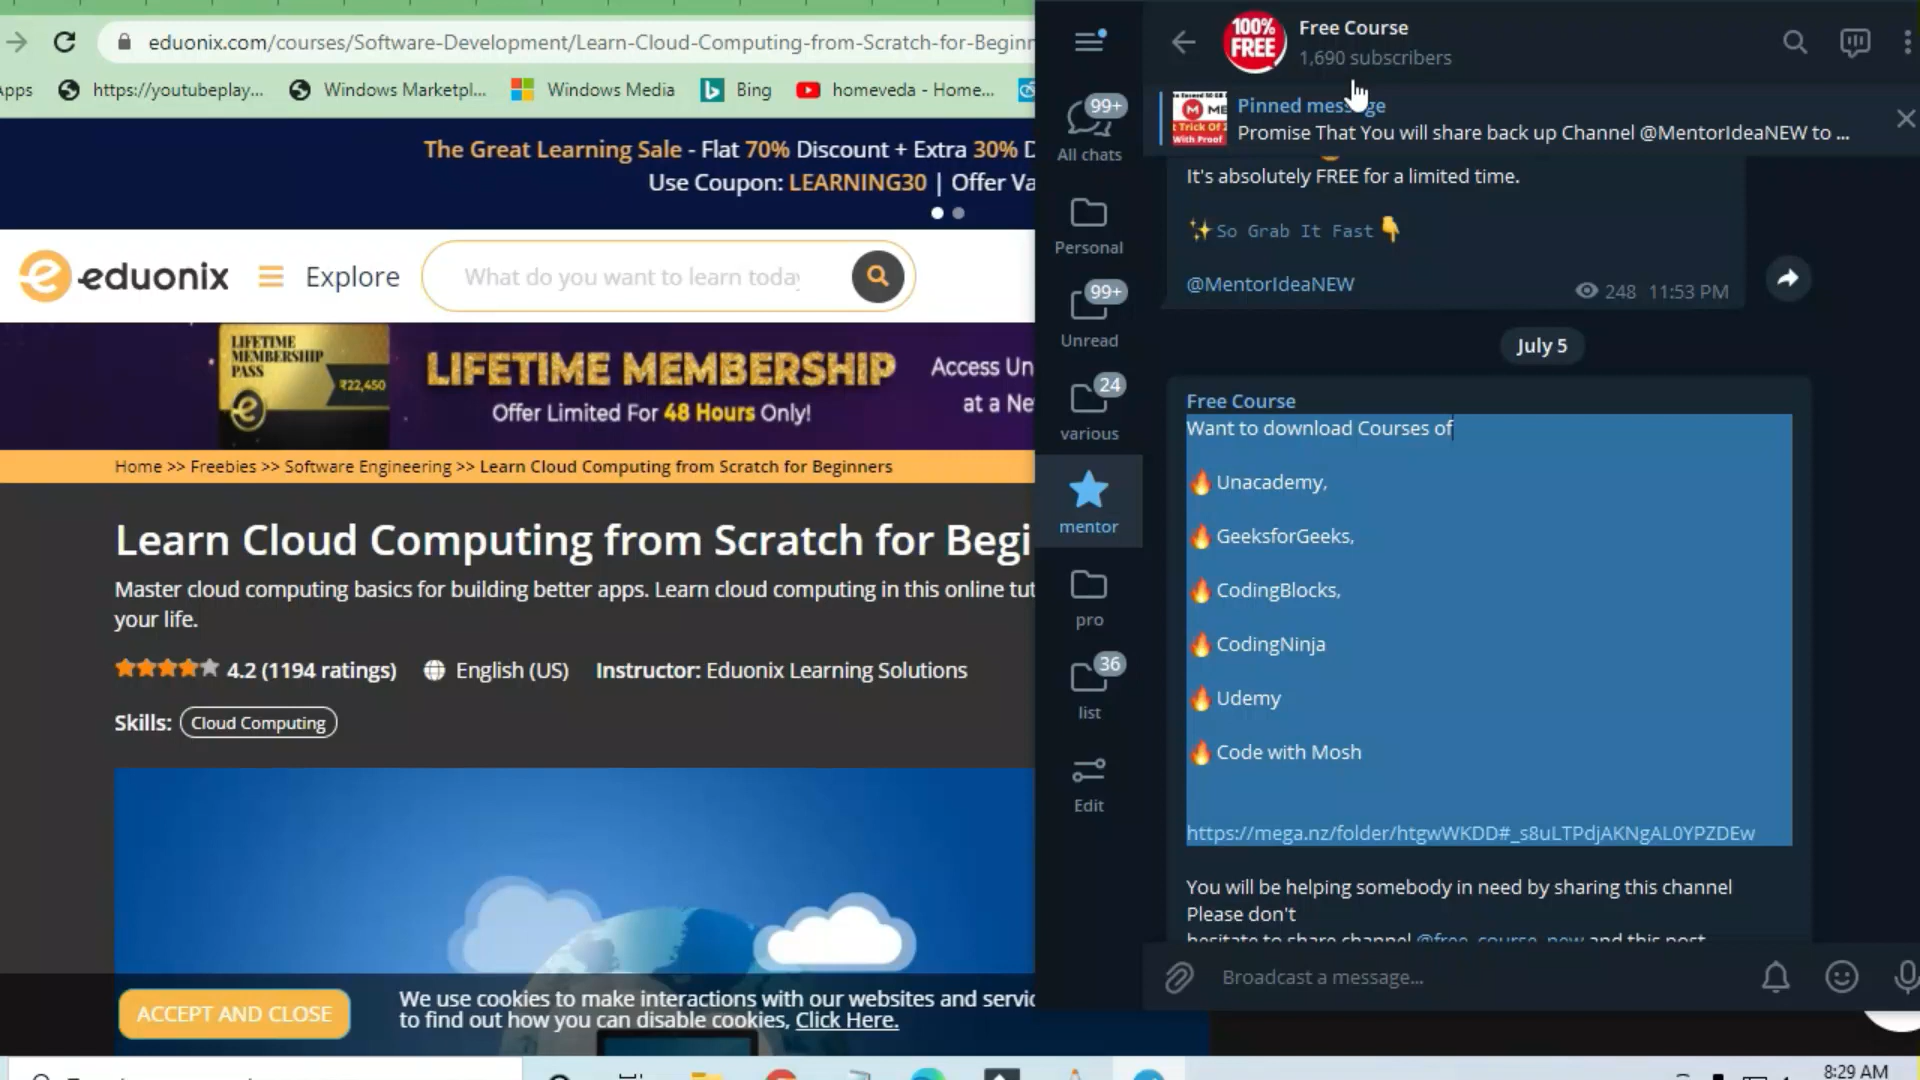 eduonix.com/courses/Software-Development/Learn-Cloud-Computing-from-Scratch-for-Beginn
https://youtubeplay...
Windows Marketpl...
Windows Media
Bing
homeveda - Home...
The Great Learning Sale - Flat 70% Discount + Extra 30% D
Use Coupon: LEARNING30 | Offer Va
eduonix
Explore
What do you want to learn today
LIFETIME
MEMBERSHIP
PASS
₹22,450
LIFETIME MEMBERSHIP
Offer Limited For 48 Hours Only!
Access Un
at a Ne
Home >> Freebies >> Software Engineering >> Learn Cloud Computing from Scratch for Beginners
Learn Cloud Computing from Scratch for Begi
Master cloud computing basics for building better apps. Learn cloud computing in this online tut
your life.
4.2 (1194 ratings)
English (US)
Instructor: Eduonix Learning Solutions
Skills: Cloud Computing
ACCEPT AND CLOSE
We use cookies to make interactions with our websites and servic
to find out how you can disable cookies, Click Here.
99+
All chats
Personal
99+
Unread
24
various
mentor
pro
36
list
Edit
100%
FREE
Free Course
1,690 subscribers
Pinned message
Promise That You will share back up Channel @MentorIdeaNEW to ...
It's absolutely FREE for a limited time.
✨So Grab It Fast👇
@MentorIdeaNEW
248 11:53 PM
July 5
Free Course
Want to download Courses of
🔥Unacademy,
🔥GeeksforGeeks,
🔥CodingBlocks,
🔥CodingNinja
🔥Udemy
🔥Code with Mosh
https://mega.nz/folder/htgwWKDD#_s8uLTPdjAKNgAL0YPZDEw
You will be helping somebody in need by sharing this channel
Please don't
hesitate to share channel @free_course_new and this post
Broadcast a message...
8:29 AM